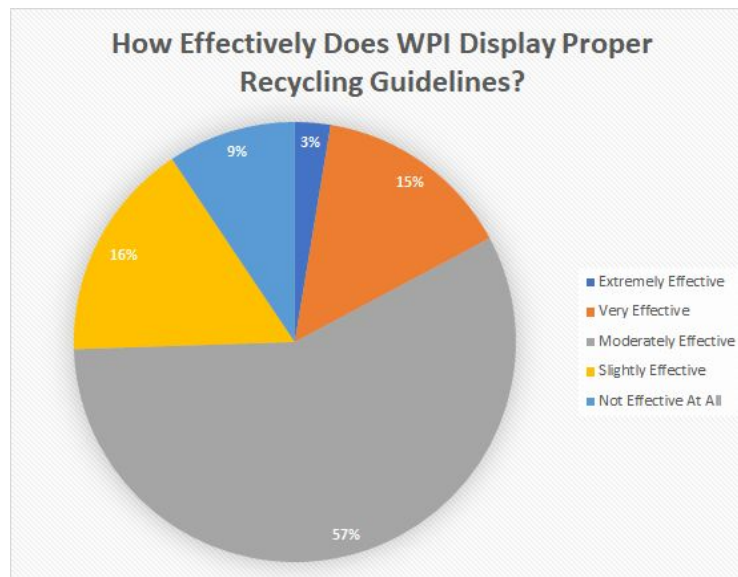 How Effectively Does WPI Display Proper
Recycling Guidelines?
3%
15%
57%
16%
9%
Extremely Effective
Very Effective
Moderately Effective
Slightly Effective
Not Effective At All